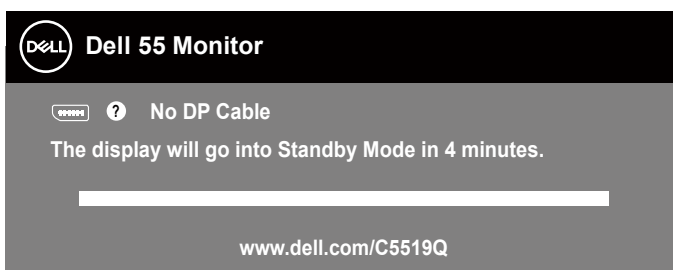 DELL Dell 55 Monitor
? No DP Cable
The display will go into Standby Mode in 4 minutes.
www.dell.com/C5519Q